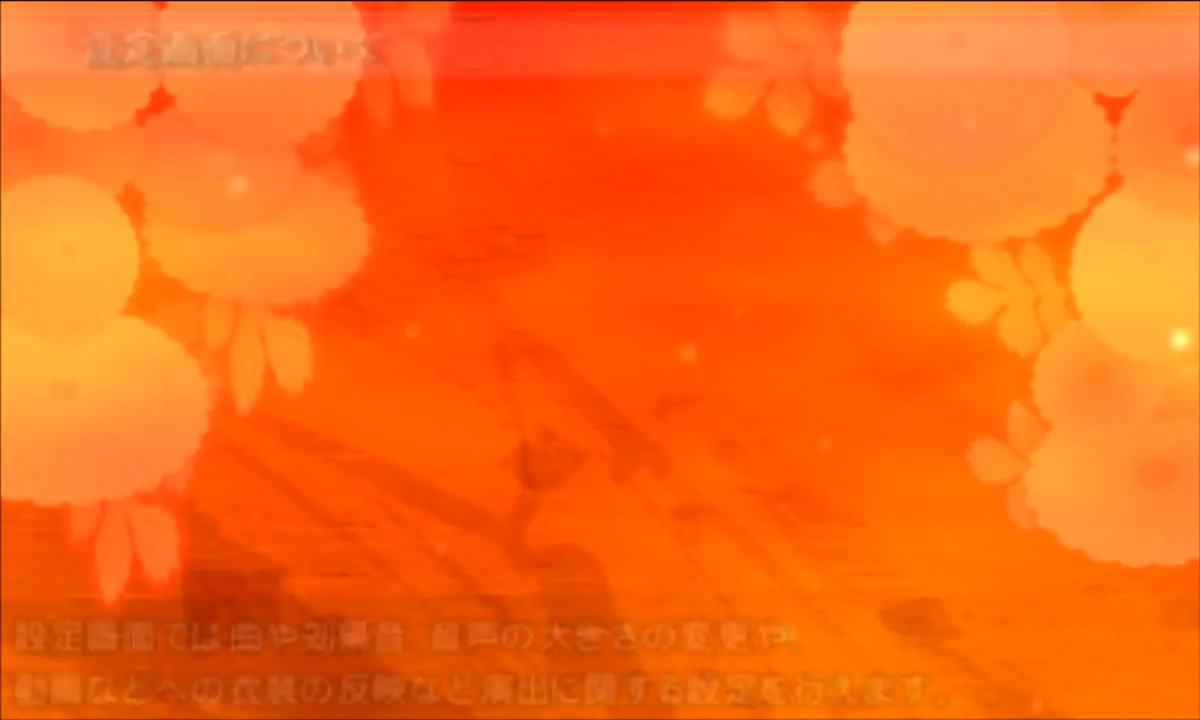 設定画面について
設定画面では曲や効果音、音声の大きさの変更や
動画などへの衣装の反映など演出に関する設定を行えます。